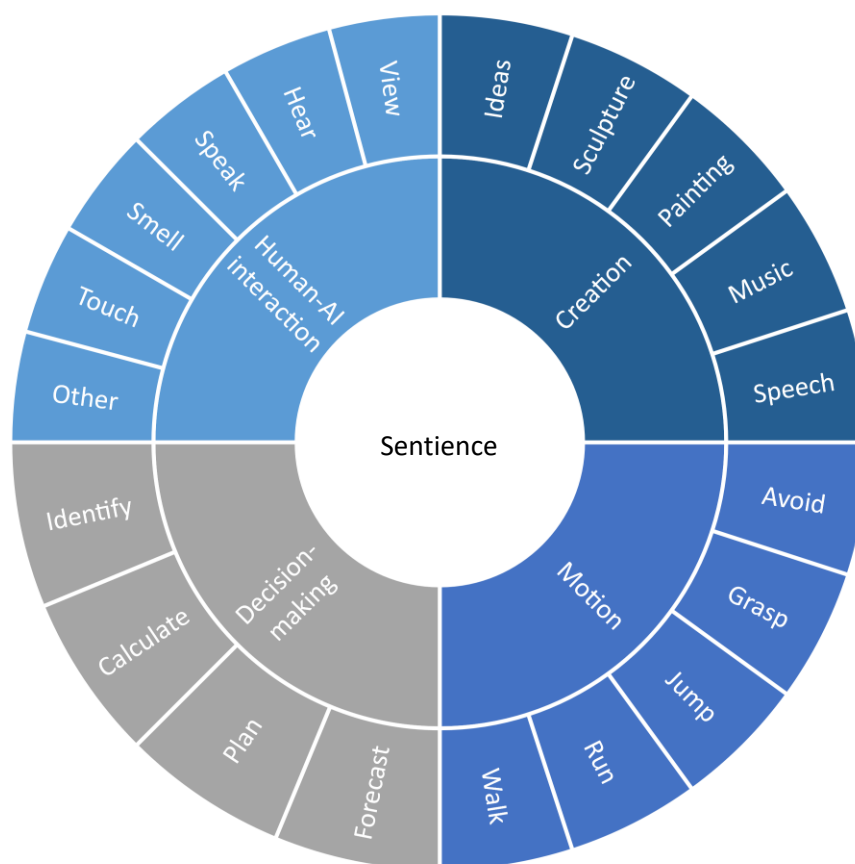 View
Hear
Speak
Smell
Touch
Other
Human-AI
interaction
Ideas
Sculpture
Painting
Music
Speech
Creation
Sentience
Identify
Calculate
Plan
Forecast
Decision-
making
Avoid
Grasp
Jump
Run
Walk
Motion